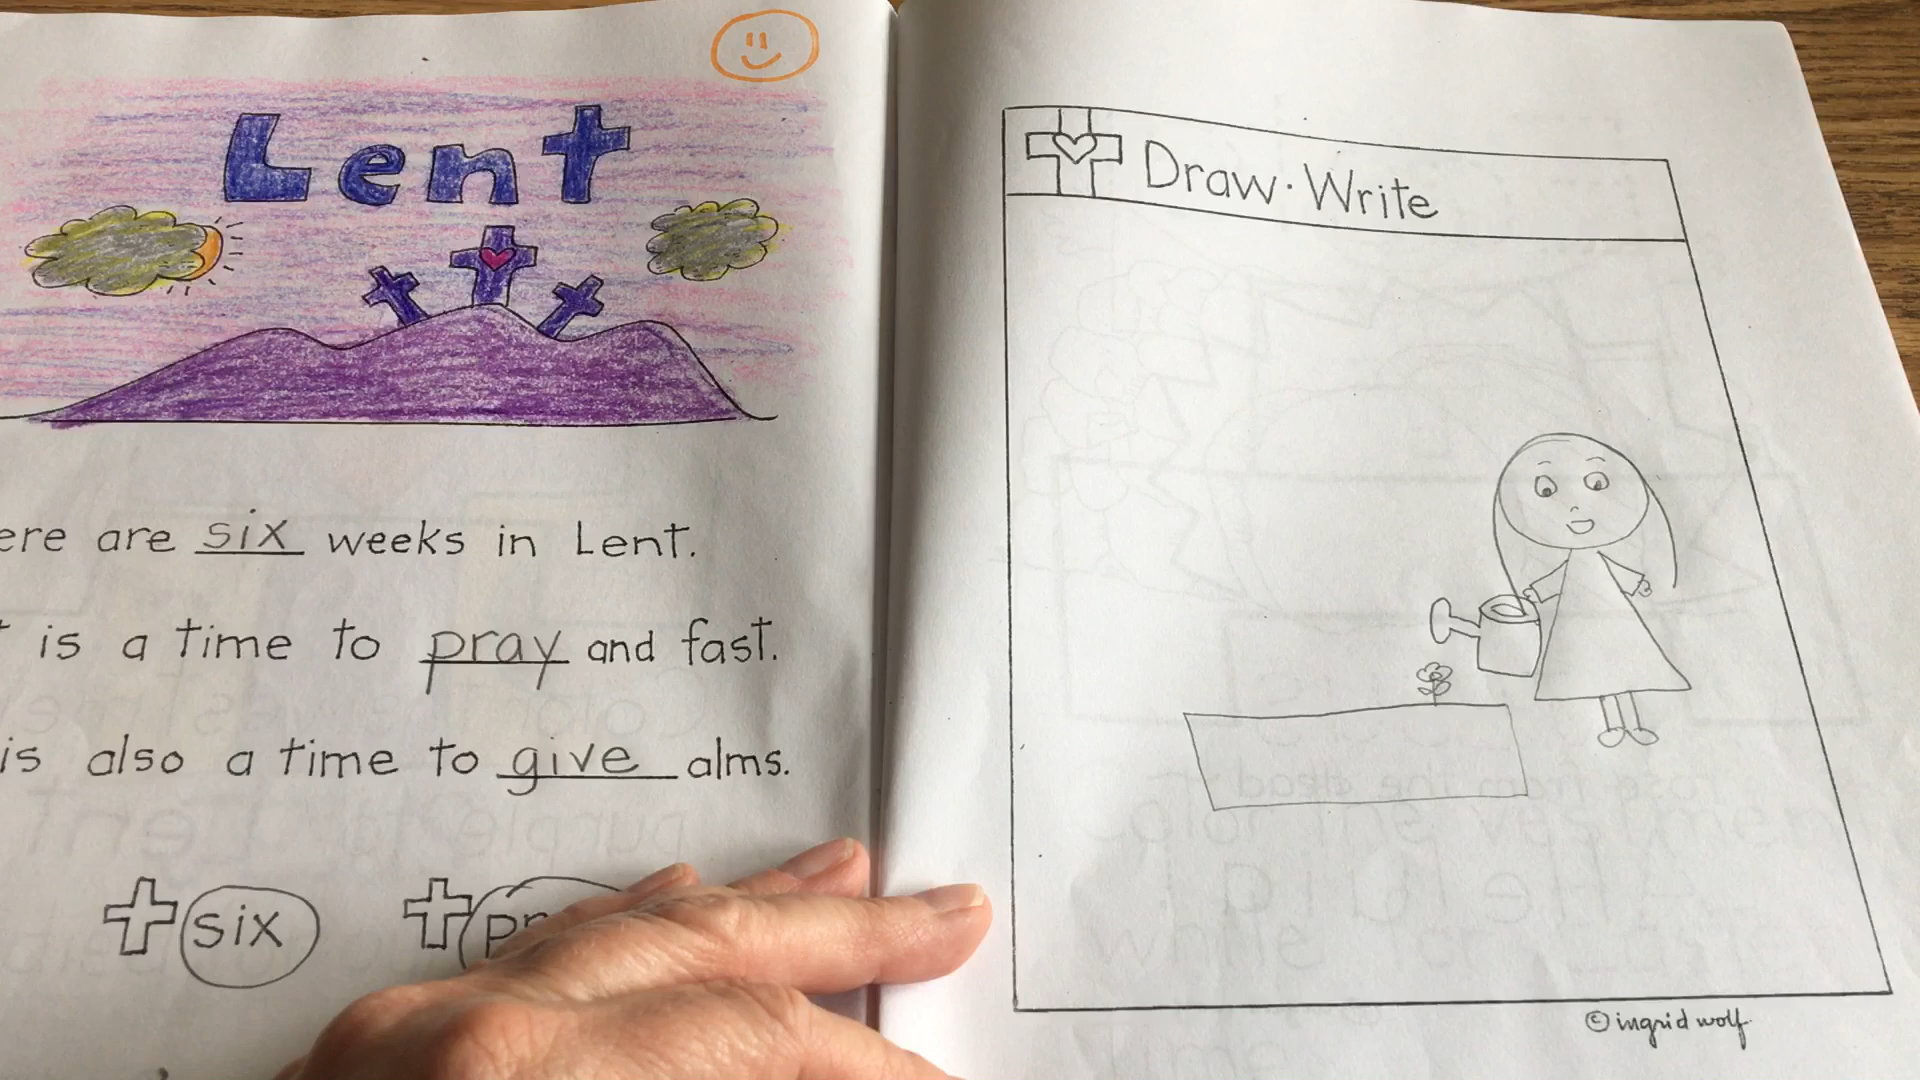 Lent
ere are six weeks in Lent.
is a time to pray and fast.
is also a time to give alms.
six
Draw · Write
© ingrid wolf